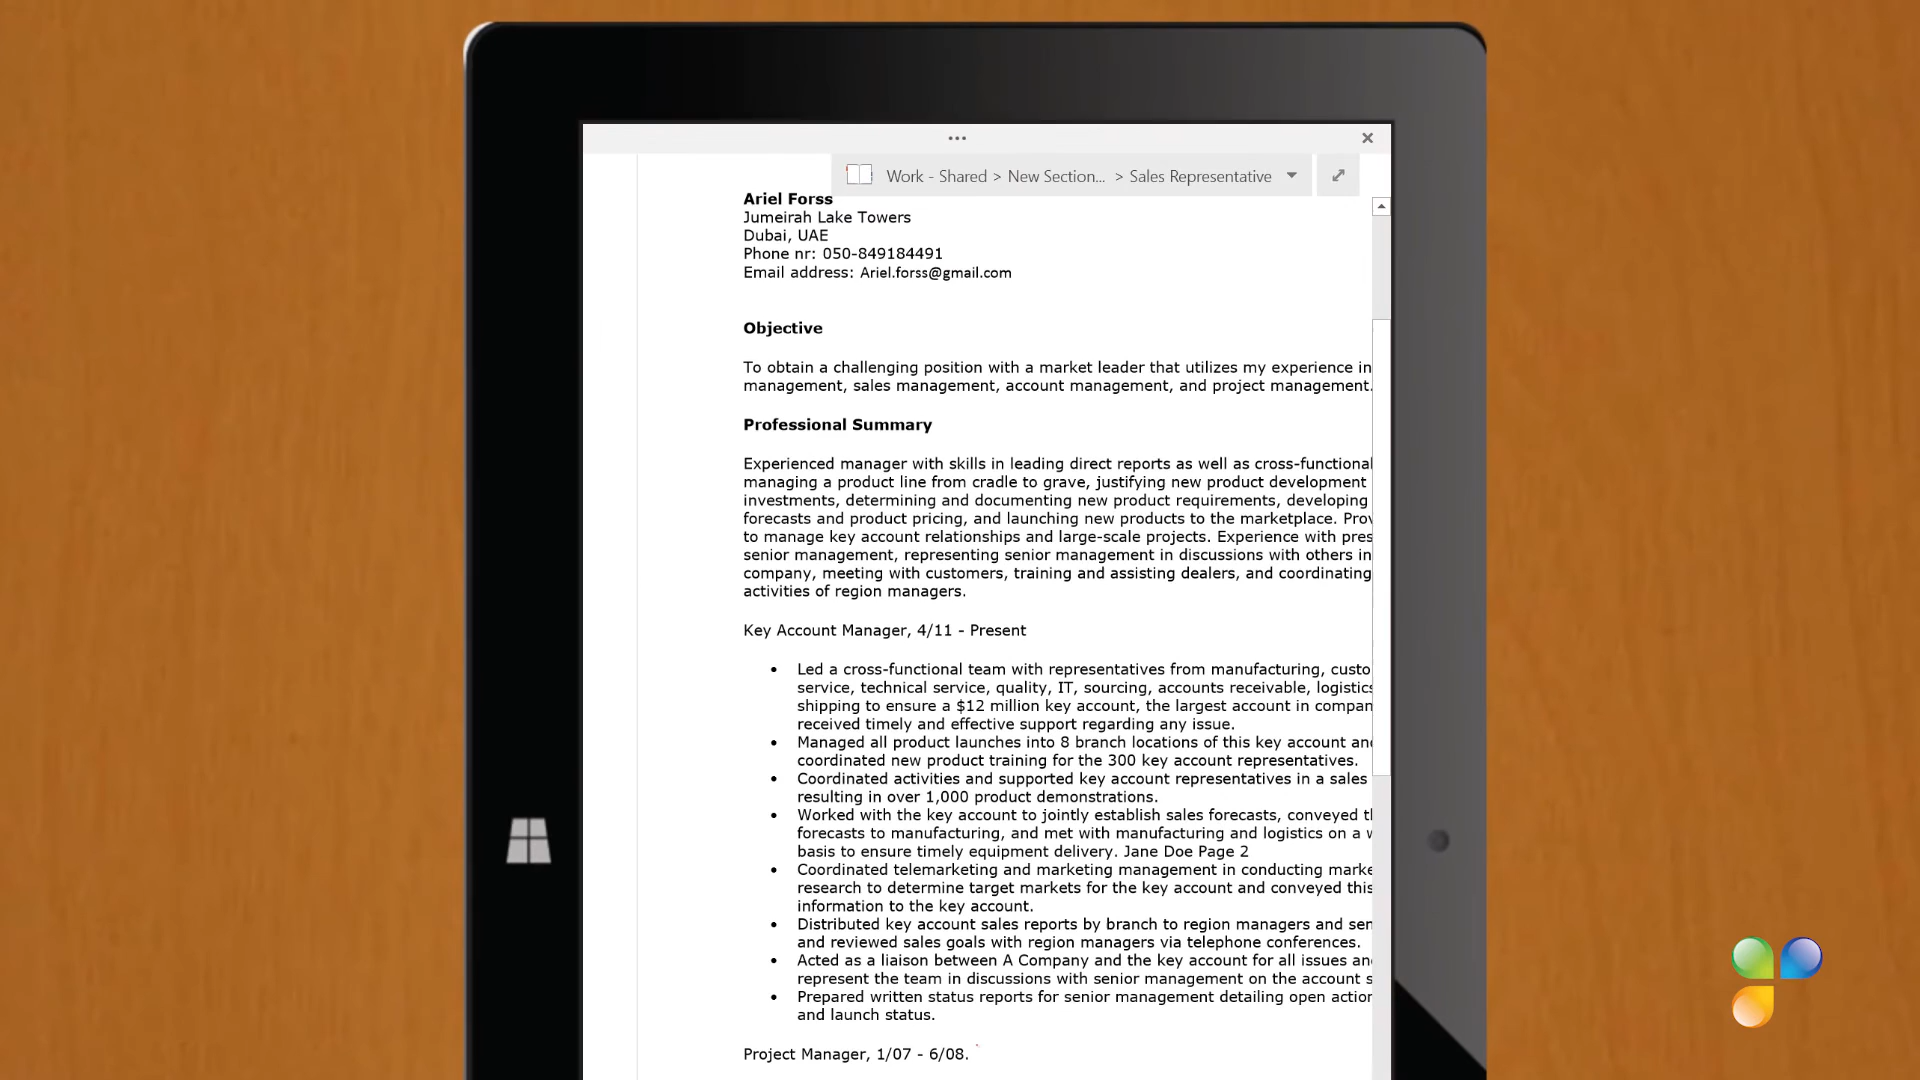 Work - Shared > New Section... > Sales Representative
Ariel Forss
Jumeirah Lake Towers
Dubai, UAE
Phone nr: 050-849184491
Email address: Ariel.forss@gmail.com
Objective
To obtain a challenging position with a market leader that utilizes my experience in
management, sales management, account management, and project management.
Professional Summary
Experienced manager with skills in leading direct reports as well as cross-functional
managing a product line from cradle to grave, justifying new product development
investments, determining and documenting new product requirements, developing
forecasts and product pricing, and launching new products to the marketplace. Prov
to manage key account relationships and large-scale projects. Experience with pres
senior management, representing senior management in discussions with others in
company, meeting with customers, training and assisting dealers, and coordinating
activities of region managers.
Key Account Manager, 4/11 - Present
• Led a cross-functional team with representatives from manufacturing, custo
service, technical service, quality, IT, sourcing, accounts receivable, logistics
shipping to ensure a $12 million key account, the largest account in compan
received timely and effective support regarding any issue.
• Managed all product launches into 8 branch locations of this key account and
coordinated new product training for the 300 key account representatives.
• Coordinated activities and supported key account representatives in a sales
resulting in over 1,000 product demonstrations.
• Worked with the key account to jointly establish sales forecasts, conveyed th
forecasts to manufacturing, and met with manufacturing and logistics on a w
basis to ensure timely equipment delivery. Jane Doe Page 2
• Coordinated telemarketing and marketing management in conducting marke
research to determine target markets for the key account and conveyed this
information to the key account.
• Distributed key account sales reports by branch to region managers and sen
and reviewed sales goals with region managers via telephone conferences.
• Acted as a liaison between A Company and the key account for all issues and
represent the team in discussions with senior management on the account s
• Prepared written status reports for senior management detailing open action
and launch status.
Project Manager, 1/07 - 6/08.